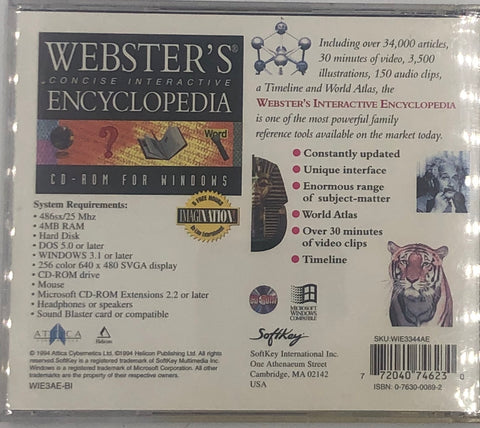 WEBSTER'S®
CONCISE INTERACTIVE
ENCYCLOPEDIA
?
Word
CD-ROM FOR WINDOWS
System Requirements:
• 486sx/25 Mhz
• 4MB RAM
• Hard Disk
• DOS 5.0 or later
• WINDOWS 3.1 or later
• 256 color 640 x 480 SVGA display
• CD-ROM drive
• Mouse
• Microsoft CD-ROM Extensions 2.2 or later
• Headphones or speakers
• Sound Blaster card or compatible
IMAGINATION!
ATTICA
Helicon
© 1994 Attica Cybernetics Ltd. ©1994 Helicon Publishing Ltd. All rights reserved.
SoftKey is a registered trademark of SoftKey Multimedia Inc.
Windows is a registered trademark of Microsoft Corporation. All other
trademarks are the property of their respective owners.
WIE3AE-BI
Including over 34,000 articles,
30 minutes of video, 3,500
illustrations, 150 audio clips,
a Timeline and World Atlas, the
WEBSTER'S INTERACTIVE ENCYCLOPEDIA
is one of the most powerful family
reference tools available on the market today.
• Constantly updated
• Unique interface
• Enormous range
of subject-matter
• World Atlas
• Over 30 minutes
of video clips
• Timeline
MICROSOFT
WINDOWS
COMPATIBLE
SoftKey
SoftKey International Inc.
One Athenaeum Street
Cambridge, MA 02142
USA
SKU:WIE3344AE
7 72040 74623 0
ISBN: 0-7630-0089-2